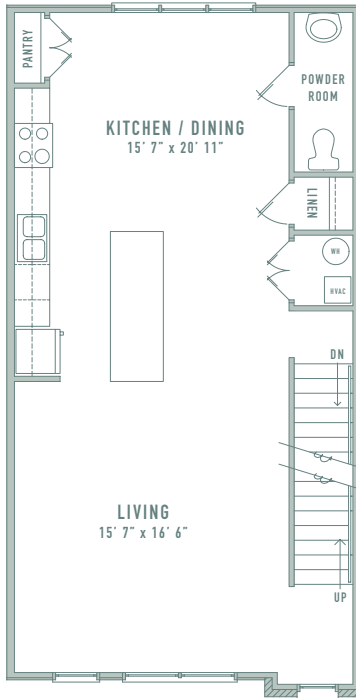 PANTRY
POWDER
ROOM
KITCHEN / DINING
15' 7" x 20' 11"
LINEN
WH
HVAC
DN
LIVING
15' 7" x 16' 6"
UP